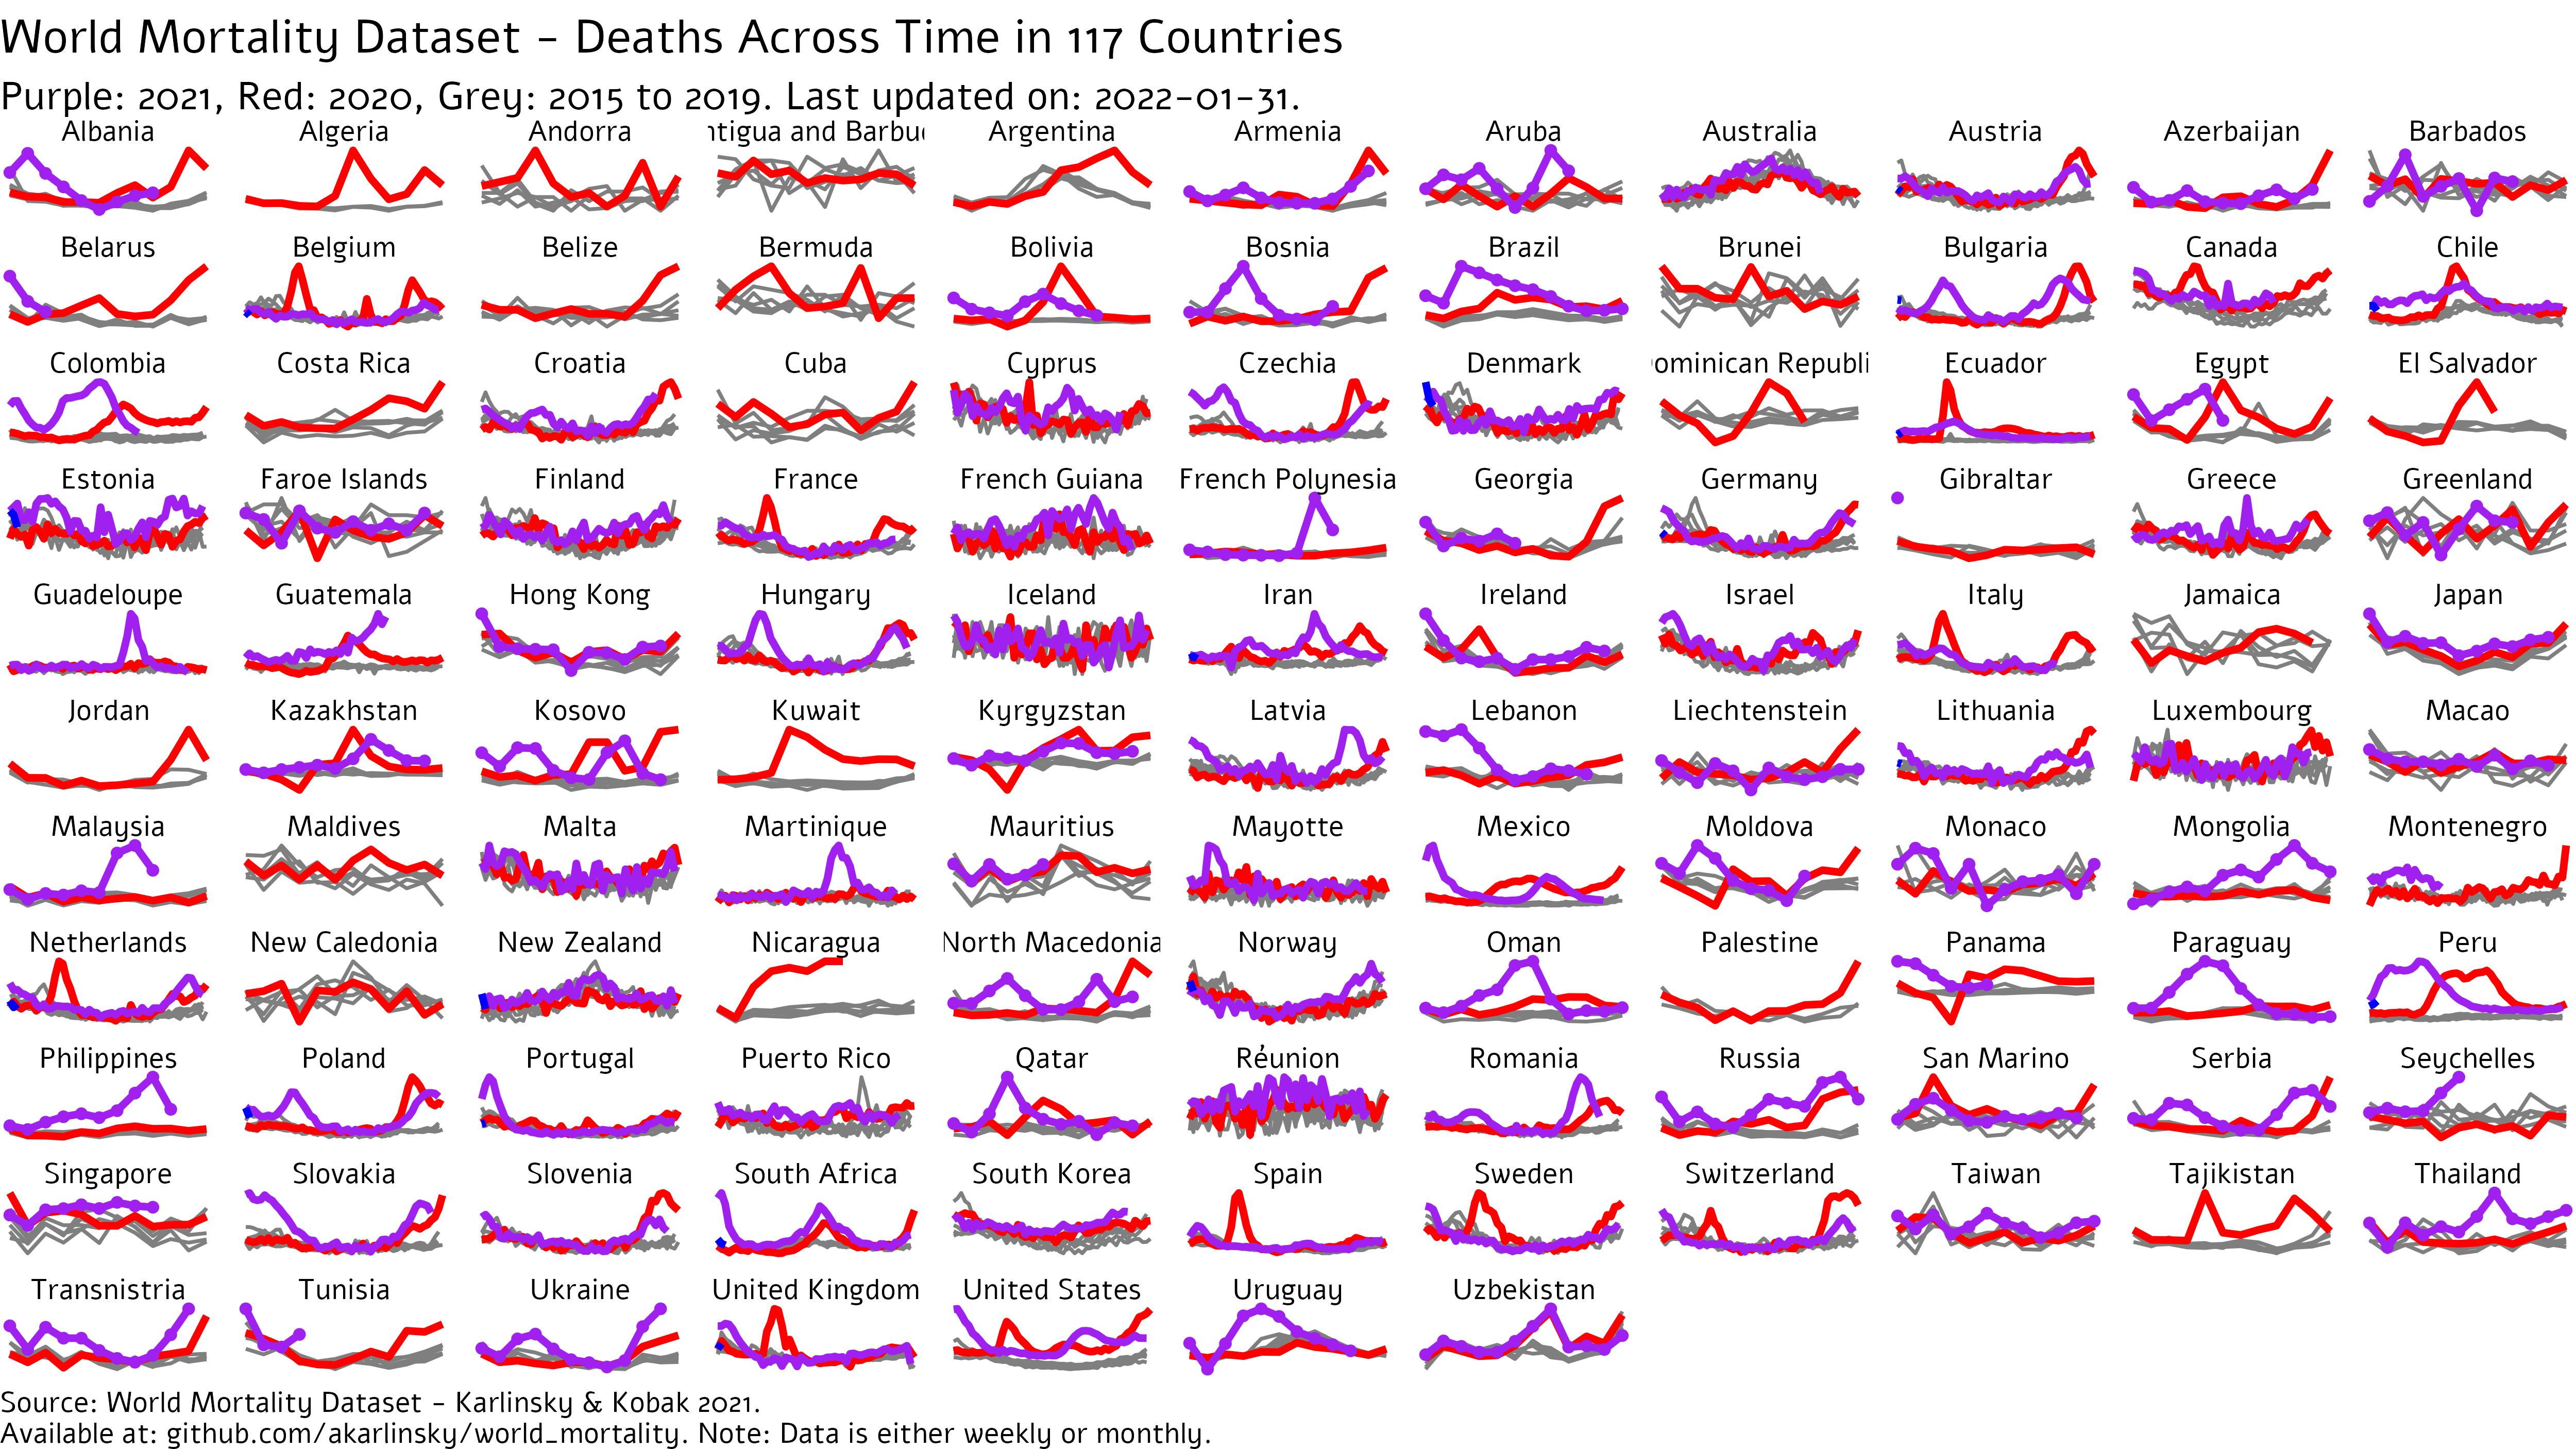 World Mortality Dataset - Deaths Across Time in 117 Countries
Purple: 2021, Red: 2020, Grey: 2015 to 2019. Last updated on: 2022-01-31.
Albania Algeria Andorra ntigua and Barbu Argentina Armenia Aruba Australia Austria Azerbaijan Barbados
Belarus Belgium Belize Bermuda Bolivia Bosnia Brazil Brunei Bulgaria Canada Chile
Colombia Costa Rica Croatia Cuba Cyprus Czechia Denmark ominican Republi Ecuador Egypt El Salvador
Estonia Faroe Islands Finland France French Guiana French Polynesia Georgia Germany Gibraltar Greece Greenland
Guadeloupe Guatemala Hong Kong Hungary Iceland Iran Ireland Israel Italy Jamaica Japan
Jordan Kazakhstan Kosovo Kuwait Kyrgyzstan Latvia Lebanon Liechtenstein Lithuania Luxembourg Macao
Malaysia Maldives Malta Martinique Mauritius Mayotte Mexico Moldova Monaco Mongolia Montenegro
Netherlands New Caledonia New Zealand Nicaragua North Macedonia Norway Oman Palestine Panama Paraguay Peru
Philippines Poland Portugal Puerto Rico Qatar Réunion Romania Russia San Marino Serbia Seychelles
Singapore Slovakia Slovenia South Africa South Korea Spain Sweden Switzerland Taiwan Tajikistan Thailand
Transnistria Tunisia Ukraine United Kingdom United States Uruguay Uzbekistan
Source: World Mortality Dataset - Karlinsky & Kobak 2021.
Available at: github.com/akarlinsky/world_mortality. Note: Data is either weekly or monthly.